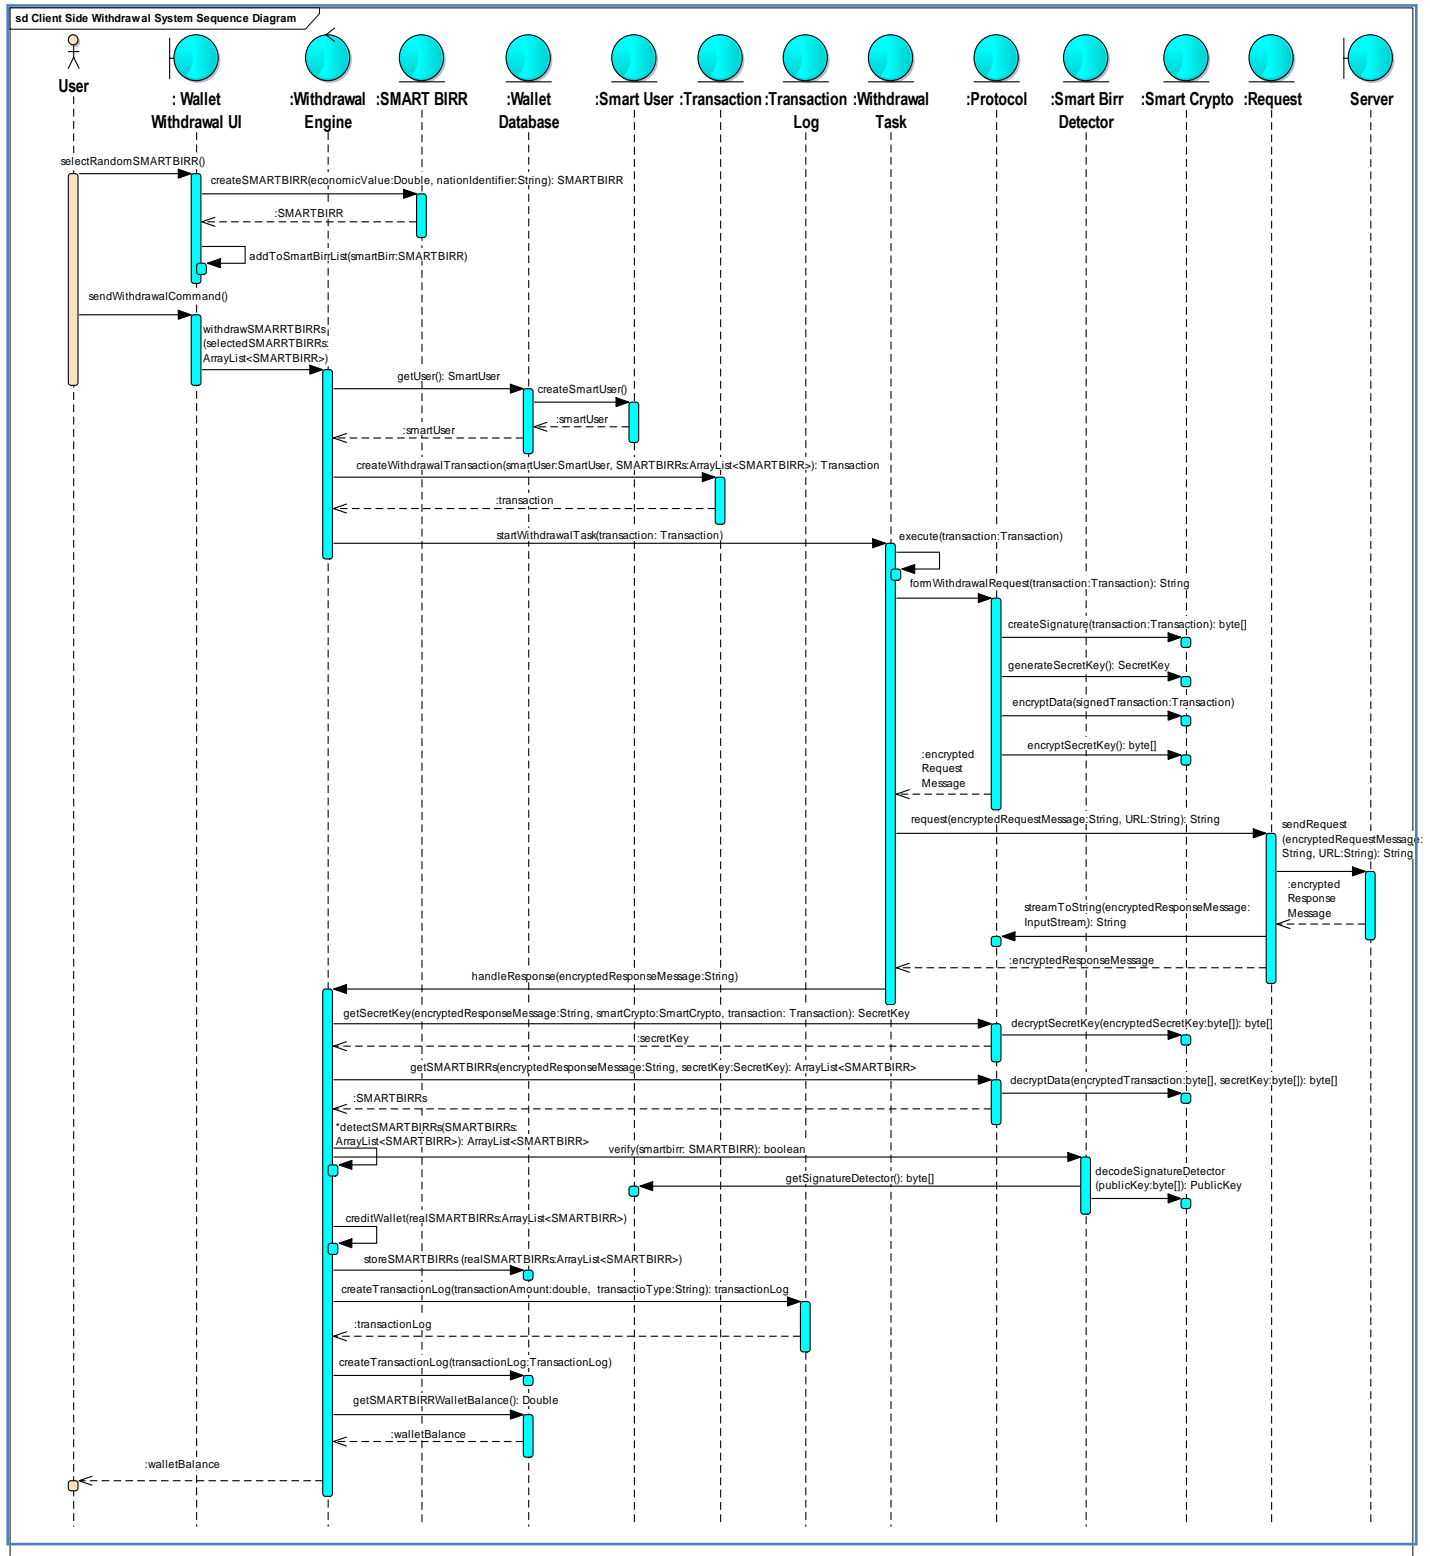 sd Client Side Withdrawal System Sequence Diagram
User
: Wallet
Withdrawal UI
:Withdrawal
Engine
:SMART BIRR
:Wallet
Database
:Smart User
:Transaction
:Transaction
Log
:Withdrawal
Task
:Protocol
:Smart Birr
Detector
:Smart Crypto
:Request
Server
selectRandomSMARTBIRR()
createSMARTBIRR(economicValue:Double, nationIdentifier:String): SMARTBIRR
:SMARTBIRR
addToSmartBirrList(smartBirr:SMARTBIRR)
sendWithdrawalCommand()
withdrawSMARRTBIRRs
(selectedSMARRTBIRRs:
ArrayList<SMARTBIRR>)
getUser(): SmartUser
createSmartUser()
:smartUser
:smartUser
createWithdrawalTransaction(smartUser:SmartUser, SMARTBIRRs:ArrayList<SMARTBIRR>): Transaction
:transaction
startWithdrawalTask(transaction: Transaction)
execute(transaction:Transaction)
formWithdrawalRequest(transaction:Transaction): String
createSignature(transaction:Transaction): byte[]
generateSecretKey(): SecretKey
encryptData(signedTransaction:Transaction)
encryptSecretKey(): byte[]
:encrypted
Request
Message
request(encryptedRequestMessage:String, URL:String): String
sendRequest
(encryptedRequestMessage:
String, URL:String): String
:encrypted
Response
Message
streamToString(encryptedResponseMessage:
InputStream): String
:encryptedResponseMessage
handleResponse(encryptedResponseMessage:String)
getSecretKey(encryptedResponseMessage:String, smartCrypto:SmartCrypto, transaction: Transaction): SecretKey
decryptSecretKey(encryptedSecretKey:byte[]): byte[]
:secretKey
getSMARTBIRRs(encryptedResponseMessage:String, secretKey:SecretKey): ArrayList<SMARTBIRR>
decryptData(encryptedTransaction:byte[], secretKey:byte[]): byte[]
:SMARTBIRRs
*detectSMARTBIRRs(SMARTBIRRs:
ArrayList<SMARTBIRR>): ArrayList<SMARTBIRR>
verify(smartbirr: SMARTBIRR): boolean
getSignatureDetector(): byte[]
decodeSignatureDetector
(publicKey:byte[]): PublicKey
creditWallet(realSMARTBIRRs:ArrayList<SMARTBIRR>)
storeSMARTBIRRs (realSMARTBIRRs:ArrayList<SMARTBIRR>)
createTransactionLog(transactionAmount:double, transactioType:String): transactionLog
:transactionLog
createTransactionLog(transactionLog:TransactionLog)
getSMARTBIRRWalletBalance(): Double
:walletBalance
:walletBalance